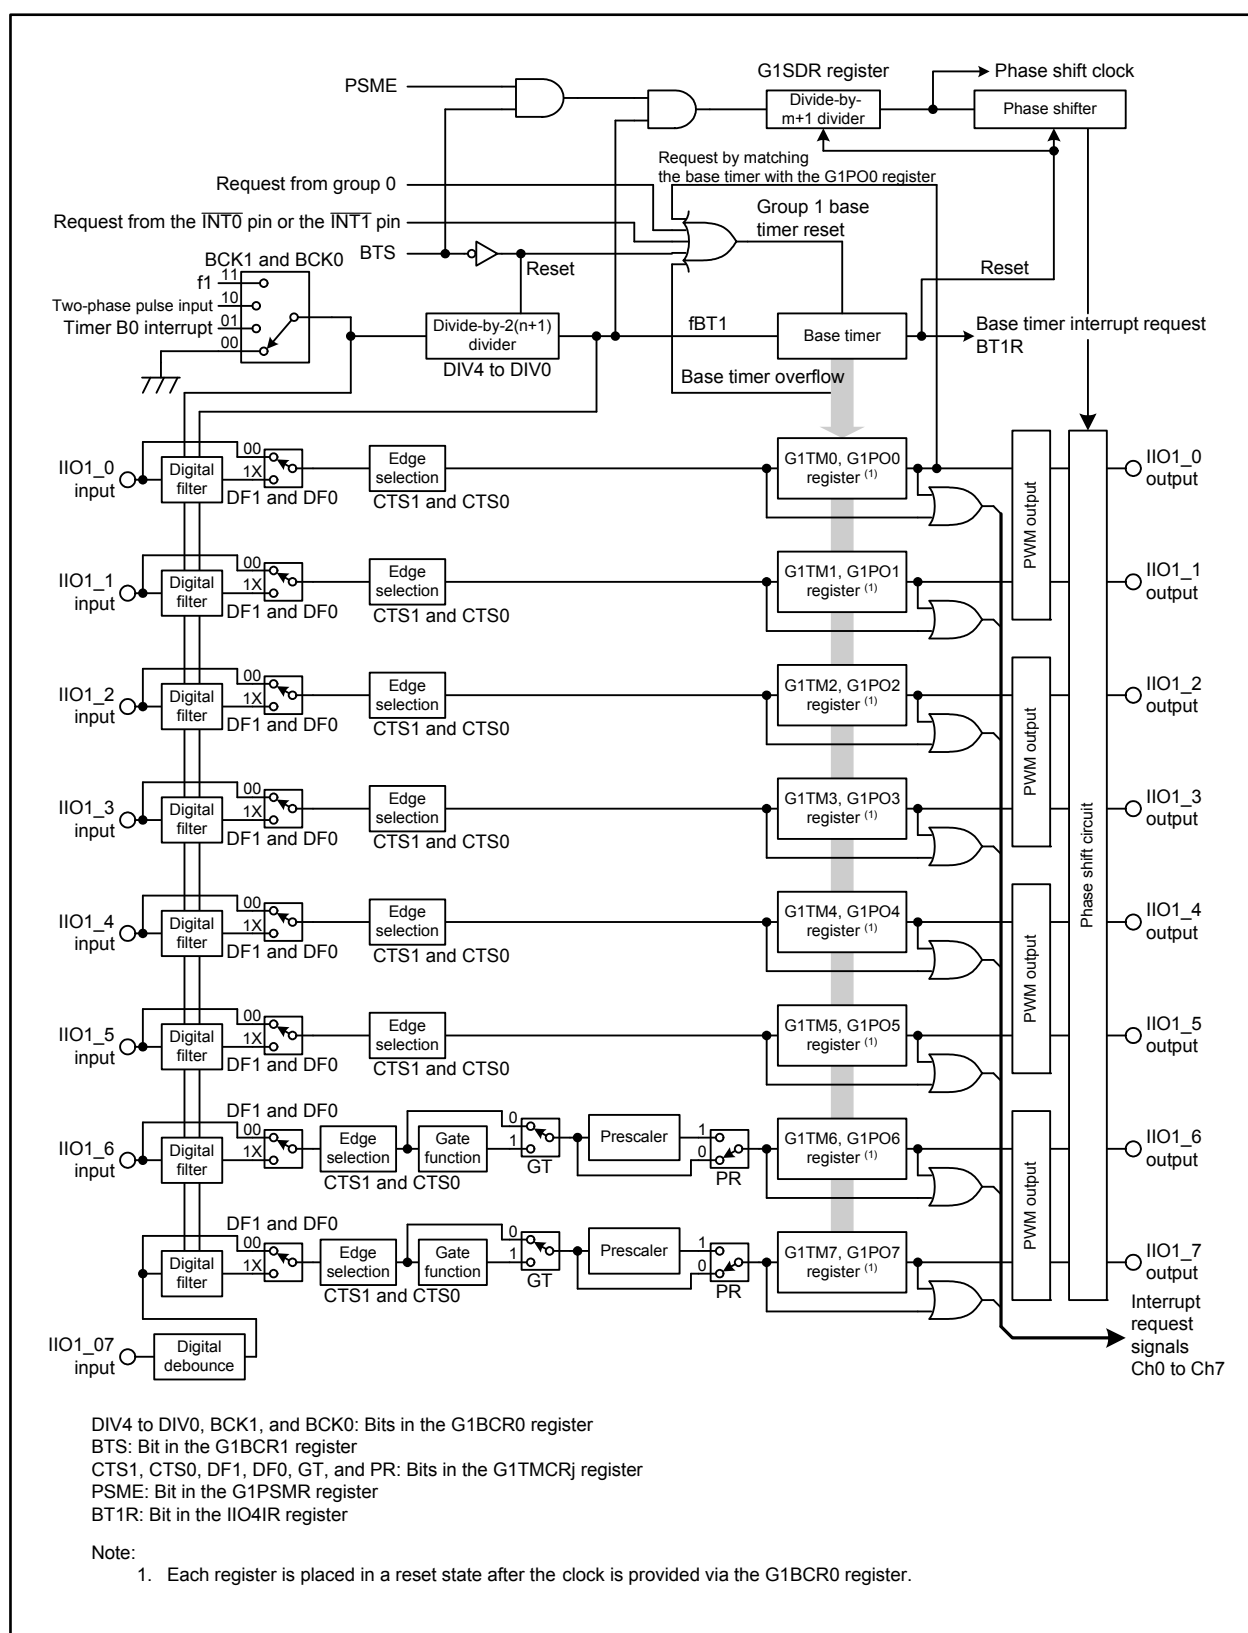 PSME
G1SDR register
Divide-by-
m+1 divider
Phase shift clock
Phase shifter
Request by matching
the base timer with the G1PO0 register
Request from group 0
Request from the INT0 pin or the INT1 pin
BTS
Reset
Group 1 base
timer reset
Reset
BCK1 and BCK0
f1
11
Two-phase pulse input
10
Timer B0 interrupt
01
00
Divide-by-2(n+1)
divider
DIV4 to DIV0
fBT1
Base timer
Base timer interrupt request
BT1R
Base timer overflow
IIO1_0
input
Digital
filter
00
1X
DF1 and DF0
Edge
selection
CTS1 and CTS0
G1TM0, G1PO0
register (1)
PWM output
Phase shift circuit
IIO1_0
output
IIO1_1
input
Digital
filter
00
1X
DF1 and DF0
Edge
selection
CTS1 and CTS0
G1TM1, G1PO1
register (1)
IIO1_1
output
IIO1_2
input
Digital
filter
00
1X
DF1 and DF0
Edge
selection
CTS1 and CTS0
G1TM2, G1PO2
register (1)
PWM output
IIO1_2
output
IIO1_3
input
Digital
filter
00
1X
DF1 and DF0
Edge
selection
CTS1 and CTS0
G1TM3, G1PO3
register (1)
IIO1_3
output
IIO1_4
input
Digital
filter
00
1X
DF1 and DF0
Edge
selection
CTS1 and CTS0
G1TM4, G1PO4
register (1)
PWM output
IIO1_4
output
IIO1_5
input
Digital
filter
00
1X
DF1 and DF0
Edge
selection
CTS1 and CTS0
G1TM5, G1PO5
register (1)
IIO1_5
output
IIO1_6
input
Digital
filter
DF1 and DF0
00
1X
Edge
selection
CTS1 and CTS0
Gate
function
0
1
GT
Prescaler
1
0
PR
G1TM6, G1PO6
register (1)
PWM output
IIO1_6
output
Digital
filter
DF1 and DF0
00
1X
Edge
selection
CTS1 and CTS0
Gate
function
0
1
GT
Prescaler
1
0
PR
G1TM7, G1PO7
register (1)
IIO1_7
output
IIO1_07
input
Digital
debounce
Interrupt
request
signals
Ch0 to Ch7
DIV4 to DIV0, BCK1, and BCK0: Bits in the G1BCR0 register
BTS: Bit in the G1BCR1 register
CTS1, CTS0, DF1, DF0, GT, and PR: Bits in the G1TMCRj register
PSME: Bit in the G1PSMR register
BT1R: Bit in the IIO4IR register
Note:
1. Each register is placed in a reset state after the clock is provided via the G1BCR0 register.